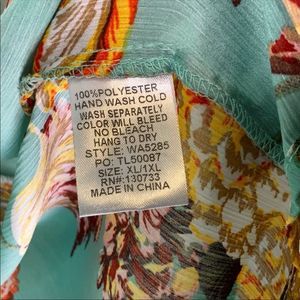 100%POLYESTER
HAND WASH COLD
WASH SEPARATELY
COLOR WILL BLEED
NO BLEACH
HANG TO DRY
STYLE: WA5285
PO: TL50087
SIZE: XL/1XL
RN#:130733
MADE IN CHINA